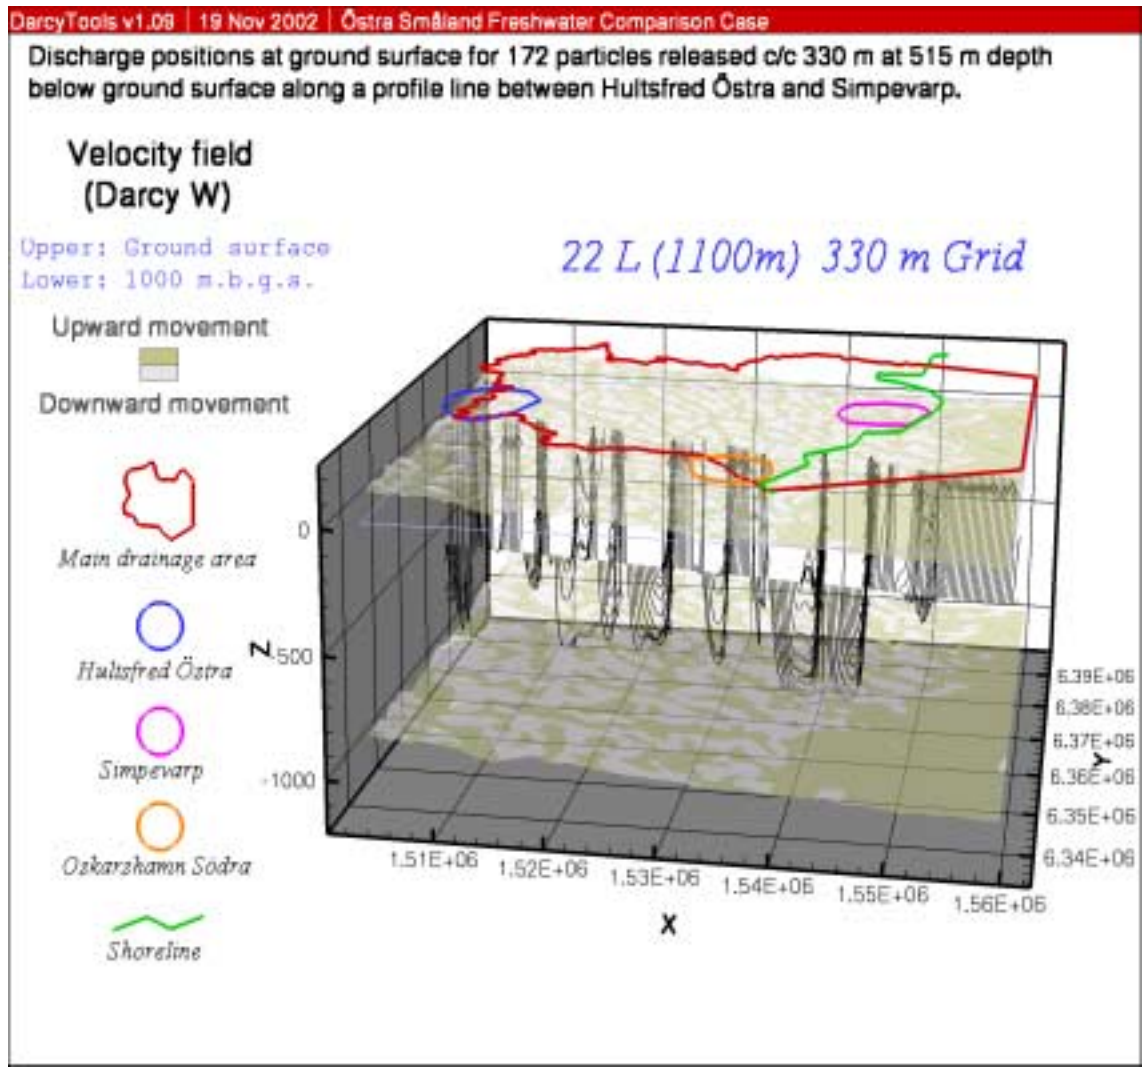 DarcyTools v1.09 | 19 Nov 2002 | Östra Småland Freshwater Comparison Case
Discharge positions at ground surface for 172 particles released c/c 330 m at 515 m depth
below ground surface along a profile line between Hultsfred Östra and Simpevarp.
Velocity field
(Darcy W)
Upper: Ground surface
Lower: 1000 m.b.g.s.
22 L (1100m) 330 m Grid
Upward movement
Downward movement
Main drainage area
Hultsfred Östra
Simpevarp
Oskarshamn Södra
Shoreline
0
Z
-500
-1000
1.51E+06
1.52E+06
1.53E+06
1.54E+06
1.55E+06
1.56E+06
X
6.39E+06
6.38E+06
6.37E+06
Y
6.36E+06
6.35E+06
6.34E+06